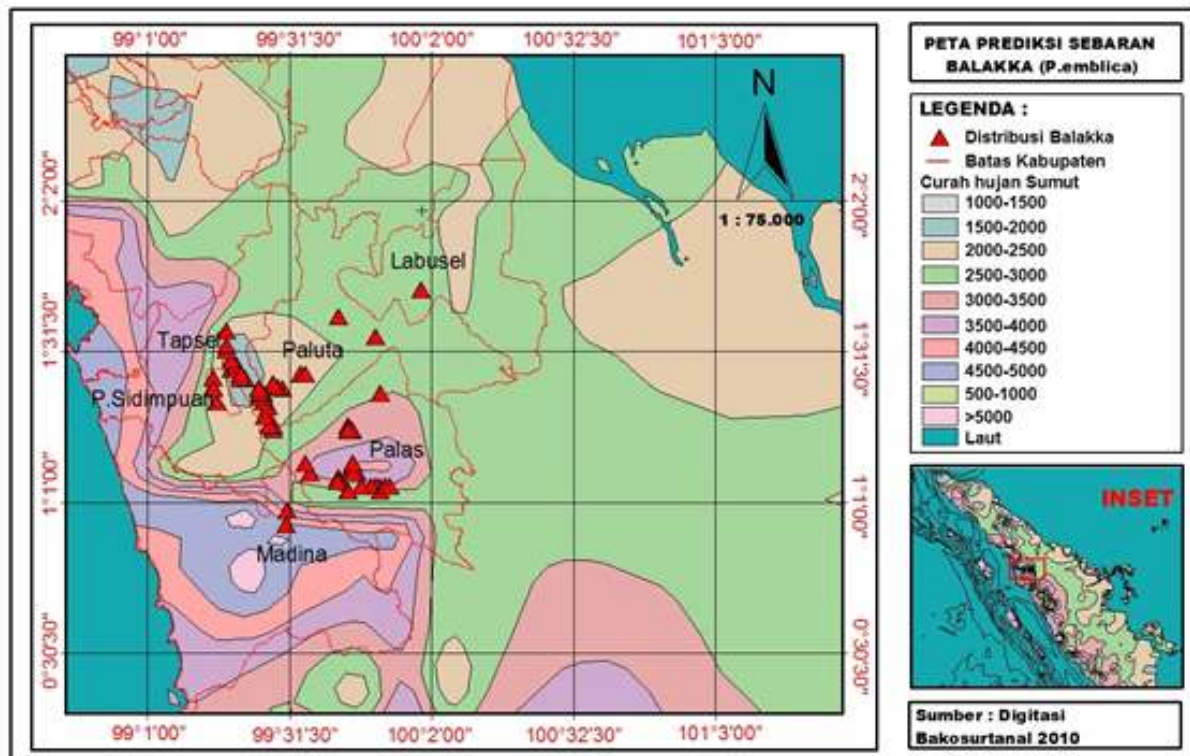 99°1'00"
99°31'30"
100°2'00"
100°32'30"
101°3'00"
2°2'00"
2°2'00"
1°31'30"
1°31'30"
1°1'00"
1°1'00"
0°30'30"
0°30'30"
N
1 : 75.000
Labusel
Tapsel
Paluta
P.Sidimpuan
Palas
Madina
99°1'00"
99°31'30"
100°2'00"
100°32'30"
101°3'00"
PETA PREDIKSI SEBARAN
BALAKKA (P.emblica)
LEGENDA :
Distribusi Balakka
Batas Kabupaten
Curah hujan Sumut
1000-1500
1500-2000
2000-2500
2500-3000
3000-3500
3500-4000
4000-4500
4500-5000
500-1000
>5000
Laut
INSET
Sumber : Digitasi
Bakosurtanal 2010